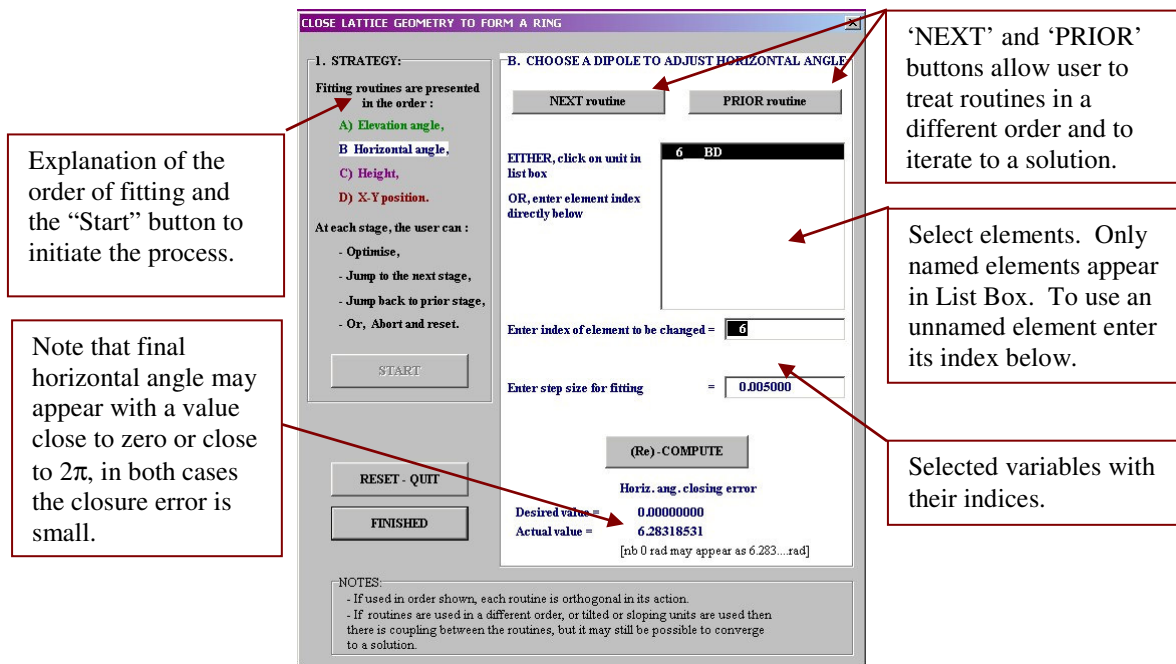 CLOSE LATTICE GEOMETRY TO FORM A RING
1. STRATEGY:
Fitting routines are presented
in the order :
A) Elevation angle,
B Horizontal angle,
C) Height,
D) X-Y position.
At each stage, the user can :
- Optimise,
- Jump to the next stage,
- Jump back to prior stage,
- Or, Abort and reset.
START
RESET - QUIT
FINISHED
B. CHOOSE A DIPOLE TO ADJUST HORIZONTAL ANGLE
NEXT routine
PRIOR routine
EITHER, click on unit in
list box
OR, enter element index
directly below
6 BD
Enter index of element to be changed = 6
Enter step size for fitting = 0.005000
(Re) -COMPUTE
Horiz. ang. closing error
Desired value = 0.00000000
Actual value = 6.28318531
[nb 0 rad may appear as 6.283....rad]
NOTES:
- If used in order shown, each routine is orthogonal in its action.
- If routines are used in a different order, or tilted or sloping units are used then
there is coupling between the routines, but it may still be possible to converge
to a solution.
Explanation of the
order of fitting and
the “Start” button to
initiate the process.
Note that final
horizontal angle may
appear with a value
close to zero or close
to 2π, in both cases
the closure error is
small.
‘NEXT’ and ‘PRIOR’
buttons allow user to
treat routines in a
different order and to
iterate to a solution.
Select elements. Only
named elements appear
in List Box. To use an
unnamed element enter
its index below.
Selected variables with
their indices.